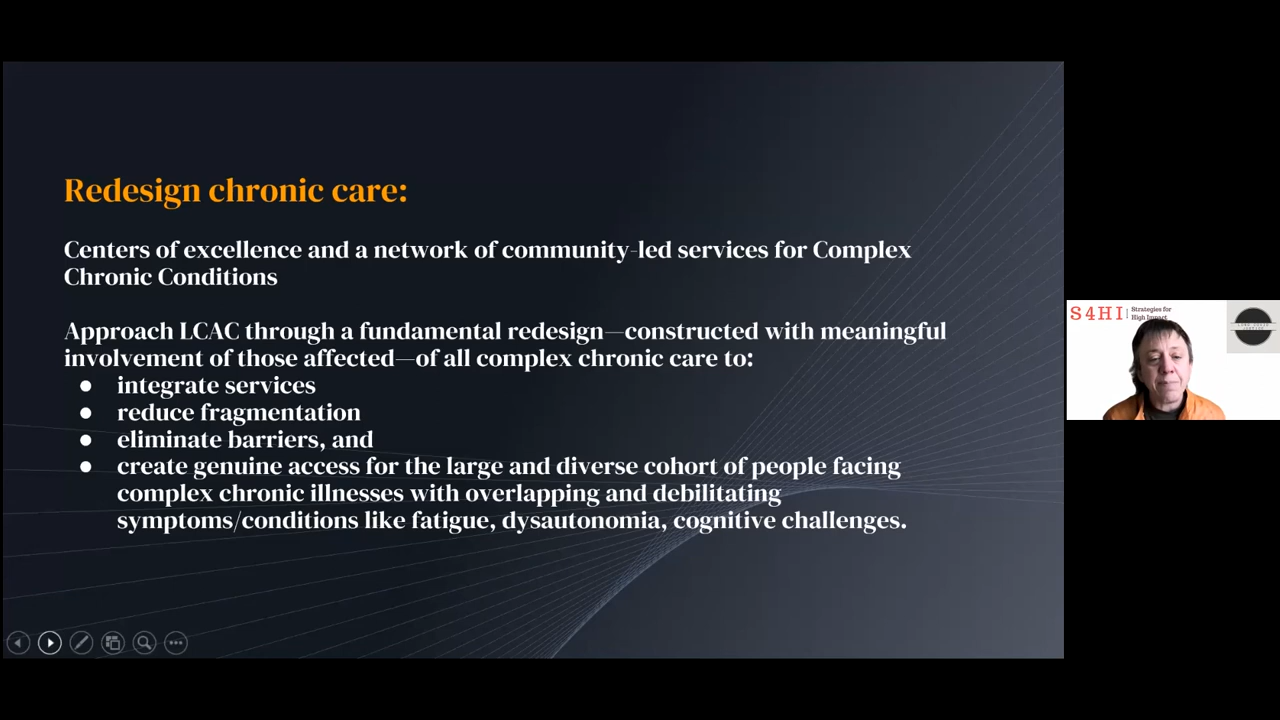 Redesign chronic care:
Centers of excellence and a network of community-led services for Complex
Chronic Conditions
Approach LCAC through a fundamental redesign—constructed with meaningful
involvement of those affected—of all complex chronic care to:
● integrate services
● reduce fragmentation
● eliminate barriers, and
● create genuine access for the large and diverse cohort of people facing
complex chronic illnesses with overlapping and debilitating
symptoms/conditions like fatigue, dysautonomia, cognitive challenges.
S4HI Strategies for
High Impact